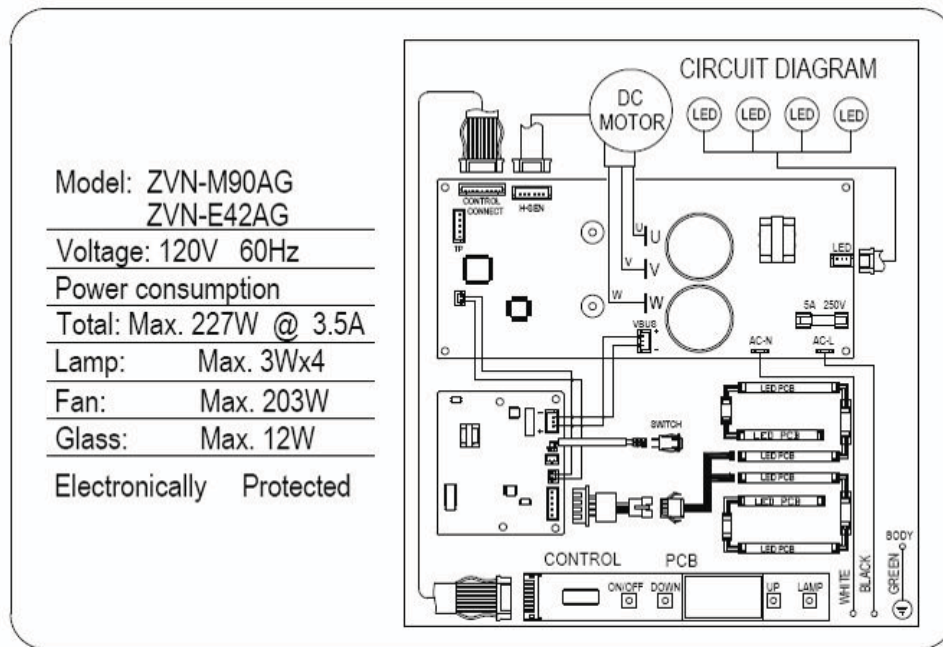 Model: ZVN-M90AG
ZVN-E42AG
Voltage: 120V 60Hz
Power consumption
Total: Max. 227W @ 3.5A
Lamp: Max. 3Wx4
Fan: Max. 203W
Glass: Max. 12W
Electronically Protected
CIRCUIT DIAGRAM
DC
MOTOR
LED LED LED LED
CONTROL
CONNECT
H-SEN
TP
U U
V V
W W
LED
VBUS
+
-
5A 250V
AC-N AC-L
- +
SWITCH
LED PCB
LED PCB
LED PCB
LED PCB
LED PCB
LED PCB
CONTROL PCB
ON/OFF DOWN UP LAMP
WHITE
BLACK
GREEN
BODY